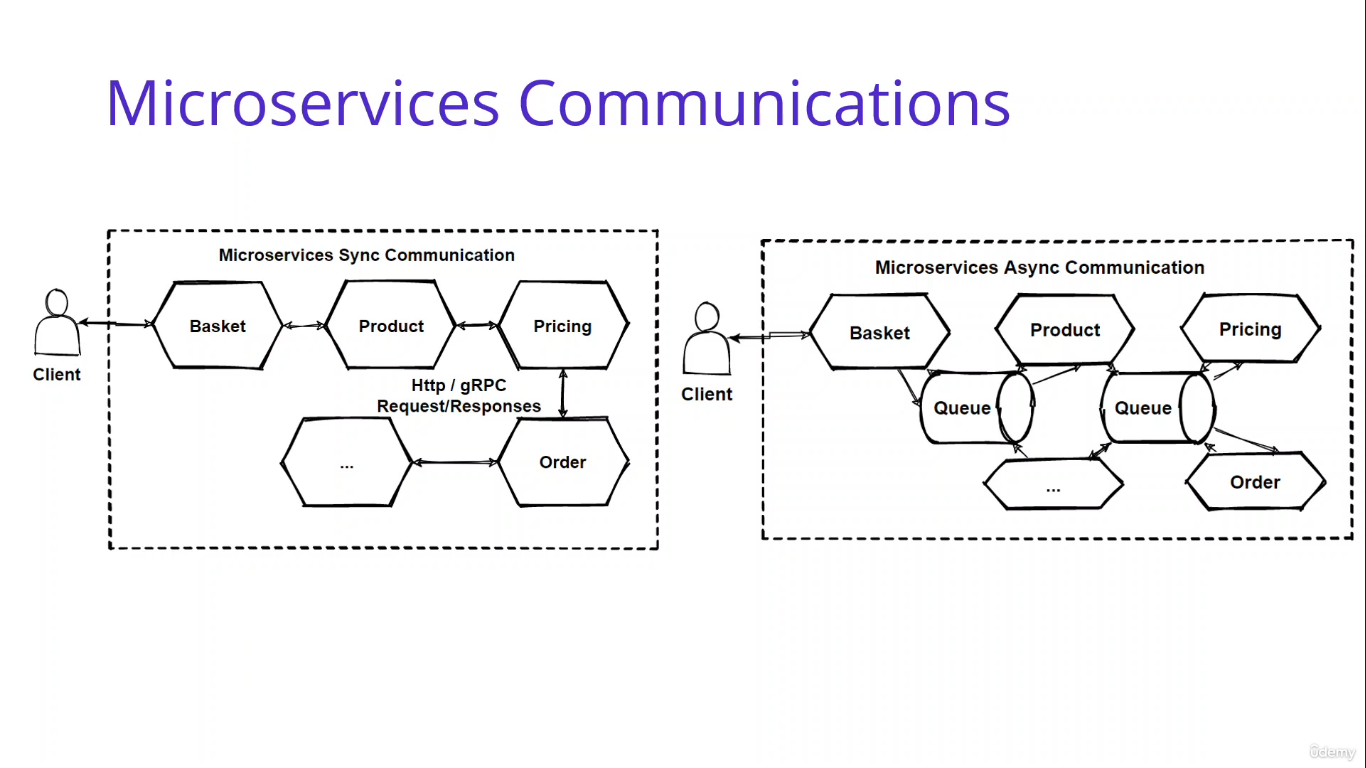 Microservices Communications
Microservices Sync Communication
Basket
Product
Pricing
Client
Http / gRPC
Request/Responses
...
Order
Microservices Async Communication
Basket
Product
Pricing
Client
Queue
Queue
...
Order
ûdemy